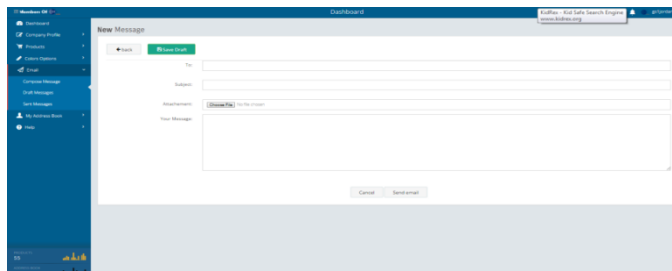 Dashboard
KidRex - Kid Safe Search Engine
www.kidrex.org
Dashboard
Company Profile
Products
Colors Options
Email
Compose Message
Draft Messages
Sent Messages
My Address Book
Help
New Message
Back
Save Draft
To:
Subject:
Attachment:
Choose File No file chosen
Your Message:
Cancel
Send email